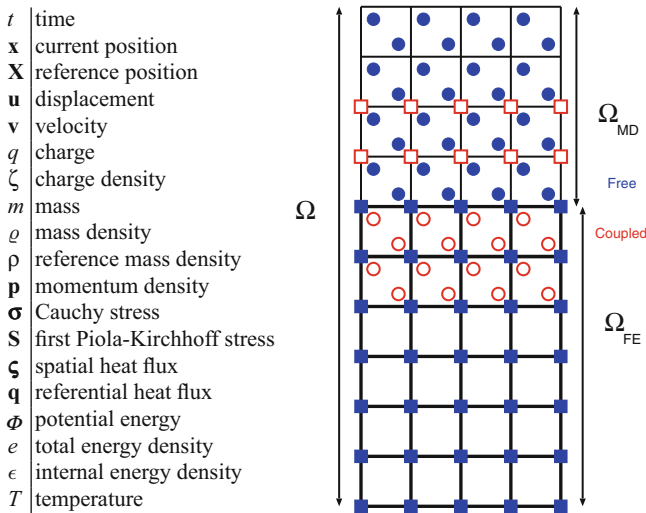 t time
x current position
X reference position
u displacement
v velocity
q charge
ζ charge density
m mass
ϱ mass density
ρ reference mass density
p momentum density
σ Cauchy stress
S first Piola-Kirchhoff stress
ς spatial heat flux
q referential heat flux
Φ potential energy
e total energy density
ϵ internal energy density
T temperature
Ω
Ω_MD
Free
Coupled
Ω_FE